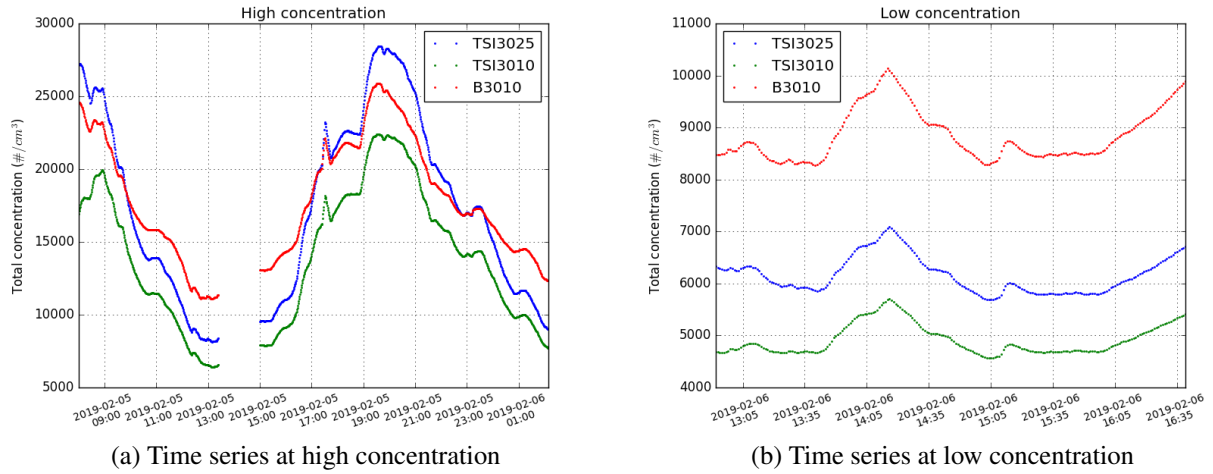 High concentration
30000
25000
20000
15000
10000
5000
Total concentration (#/cm³)
TSI3025
TSI3010
B3010
2019-02-05 09:00
2019-02-05 11:00
2019-02-05 13:00
2019-02-05 15:00
2019-02-05 17:00
2019-02-05 19:00
2019-02-05 21:00
2019-02-05 23:00
2019-02-06 01:00
(a) Time series at high concentration
Low concentration
11000
10000
9000
8000
7000
6000
5000
4000
Total concentration (#/cm³)
TSI3025
TSI3010
B3010
2019-02-06 13:05
2019-02-06 13:35
2019-02-06 14:05
2019-02-06 14:35
2019-02-06 15:05
2019-02-06 15:35
2019-02-06 16:05
2019-02-06 16:35
(b) Time series at low concentration